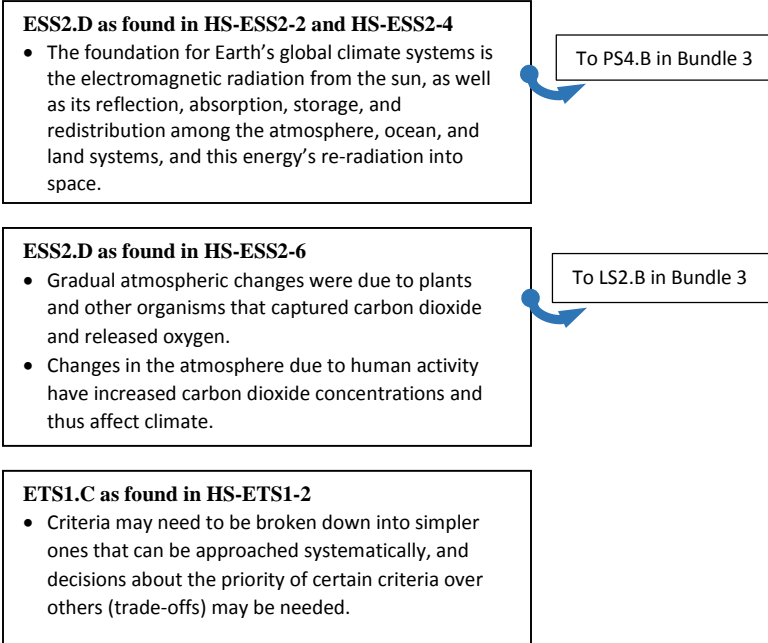 ESS2.D as found in HS-ESS2-2 and HS-ESS2-4
• The foundation for Earth’s global climate systems is
the electromagnetic radiation from the sun, as well
as its reflection, absorption, storage, and
redistribution among the atmosphere, ocean, and
land systems, and this energy’s re-radiation into
space.
To PS4.B in Bundle 3
ESS2.D as found in HS-ESS2-6
• Gradual atmospheric changes were due to plants
and other organisms that captured carbon dioxide
and released oxygen.
• Changes in the atmosphere due to human activity
have increased carbon dioxide concentrations and
thus affect climate.
To LS2.B in Bundle 3
ETS1.C as found in HS-ETS1-2
• Criteria may need to be broken down into simpler
ones that can be approached systematically, and
decisions about the priority of certain criteria over
others (trade-offs) may be needed.